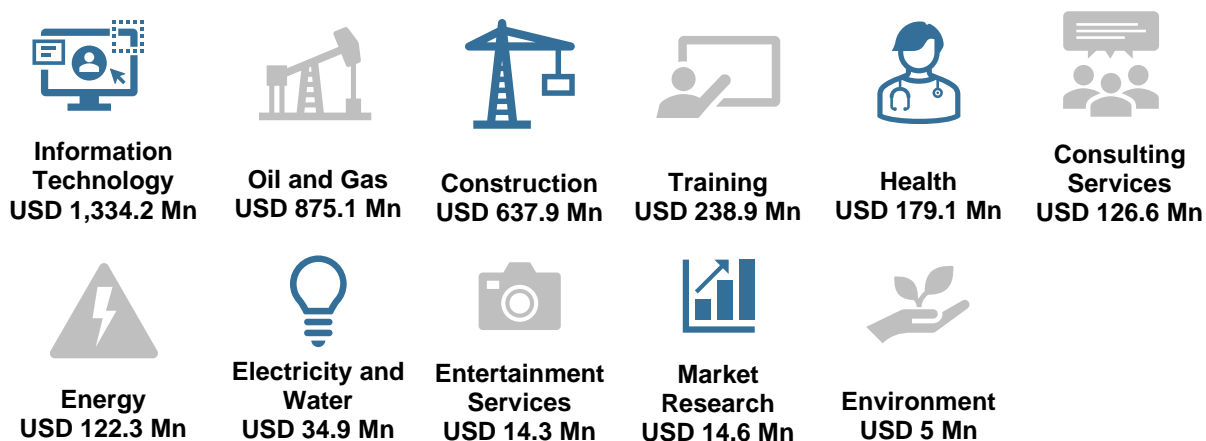 Information
Technology
USD 1,334.2 Mn
Oil and Gas
USD 875.1 Mn
Construction
USD 637.9 Mn
Training
USD 238.9 Mn
Health
USD 179.1 Mn
Consulting
Services
USD 126.6 Mn
Energy
USD 122.3 Mn
Electricity and
Water
USD 34.9 Mn
Entertainment
Services
USD 14.3 Mn
Market
Research
USD 14.6 Mn
Environment
USD 5 Mn